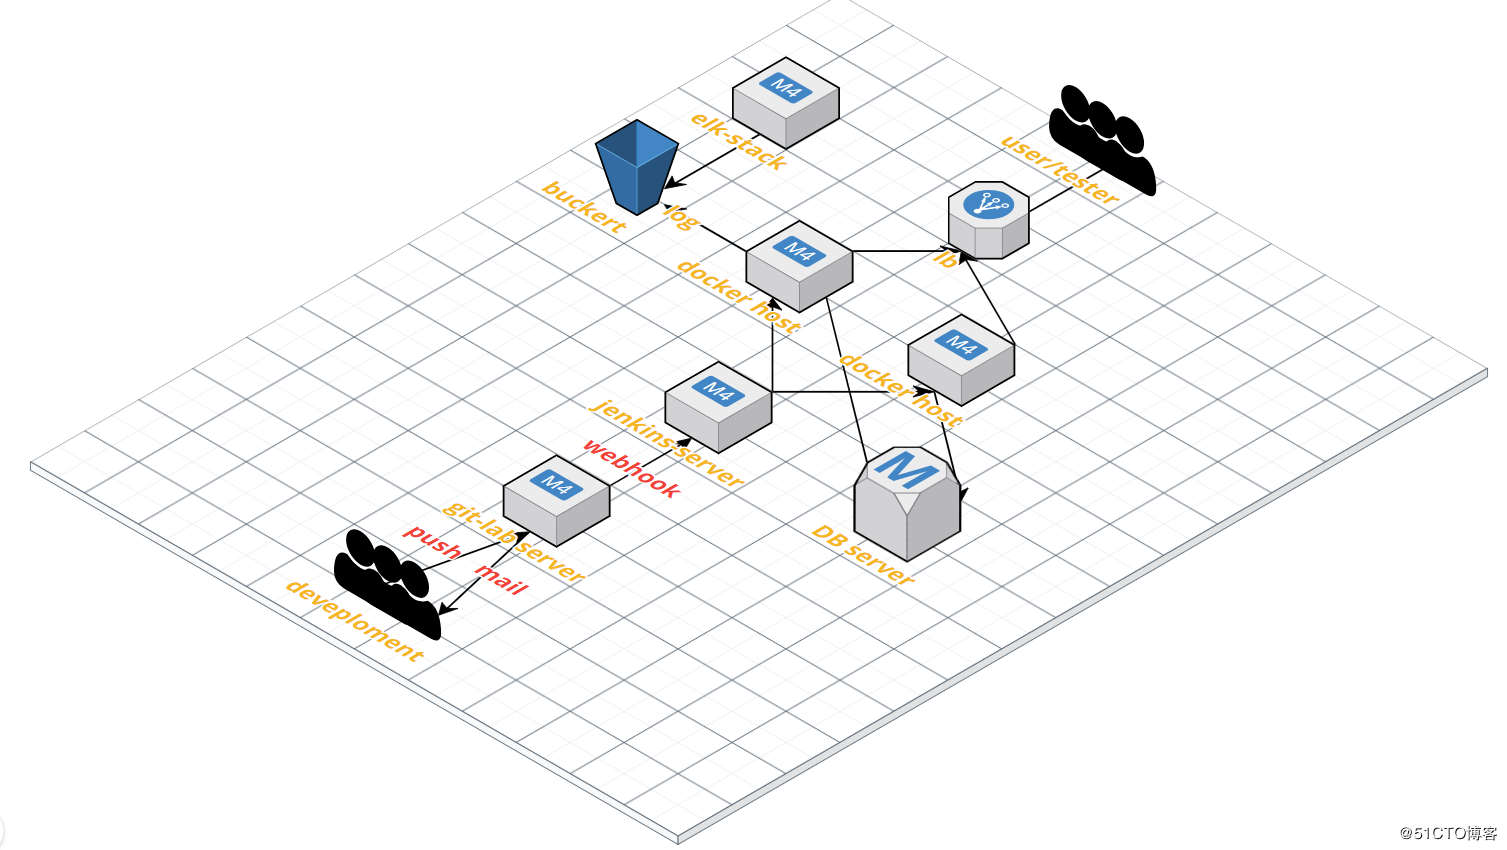 M4
elk-stack
user/tester
buckert
log
M4
lb
docker host
M4
docker host
M4
jenkins-server
webhook
M4
git-lab server
push
mail
deveploment
M
DB server
@51CTO博客